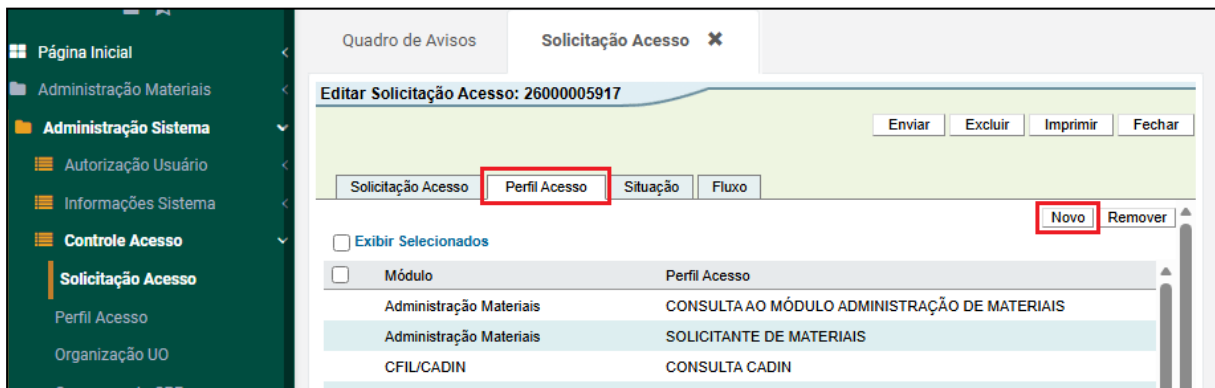 Página Inicial
Administração Materiais
Administração Sistema
Autorização Usuário
Informações Sistema
Controle Acesso
Solicitação Acesso
Perfil Acesso
Organização UO
Quadro de Avisos
Solicitação Acesso
Editar Solicitação Acesso: 26000005917
Enviar Excluir Imprimir Fechar
Solicitação Acesso Perfil Acesso Situação Fluxo
Novo Remover
Exibir Selecionados
Módulo Perfil Acesso
Administração Materiais CONSULTA AO MÓDULO ADMINISTRAÇÃO DE MATERIAIS
Administração Materiais SOLICITANTE DE MATERIAIS
CFIL/CADIN CONSULTA CADIN